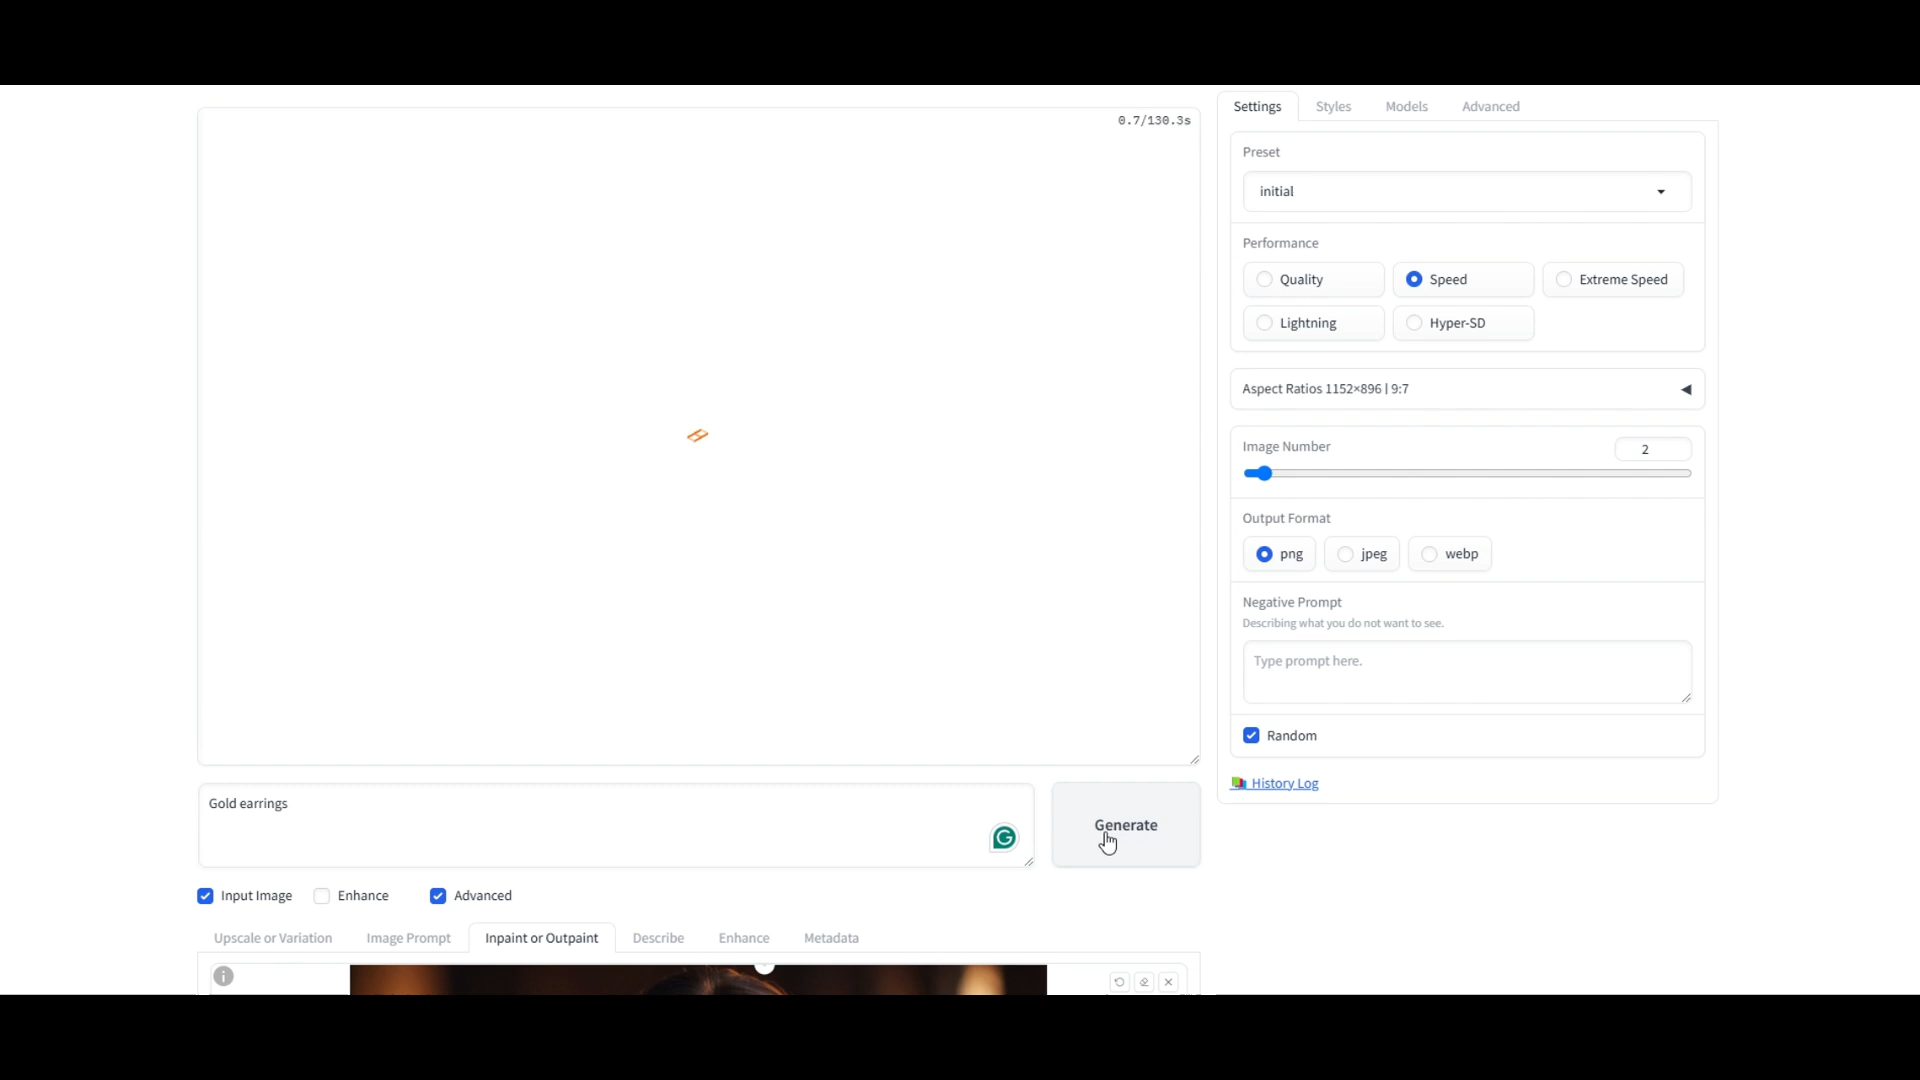 0.7/130.3s
Settings
Styles
Models
Advanced
Preset
initial
Performance
Quality
Speed
Extreme Speed
Lightning
Hyper-SD
Aspect Ratios 1152×896 | 9:7
Image Number
2
Output Format
png
jpeg
webp
Negative Prompt
Describing what you do not want to see.
Type prompt here.
Random
History Log
Gold earrings
G
Generate
Input Image
Enhance
Advanced
Upscale or Variation
Image Prompt
Inpaint or Outpaint
Describe
Enhance
Metadata